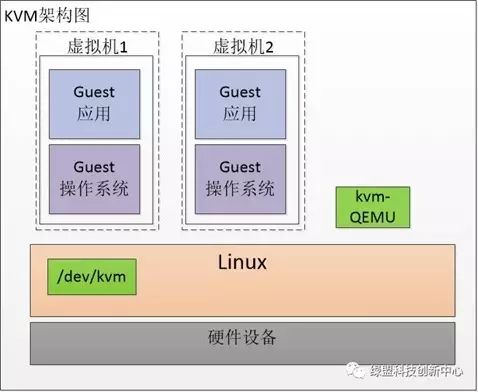 KVM架构图
虚拟机1
虚拟机2
Guest
应用
Guest
应用
Guest
操作系统
Guest
操作系统
kvm-
QEMU
Linux
/dev/kvm
硬件设备
绿盟科技创新中心